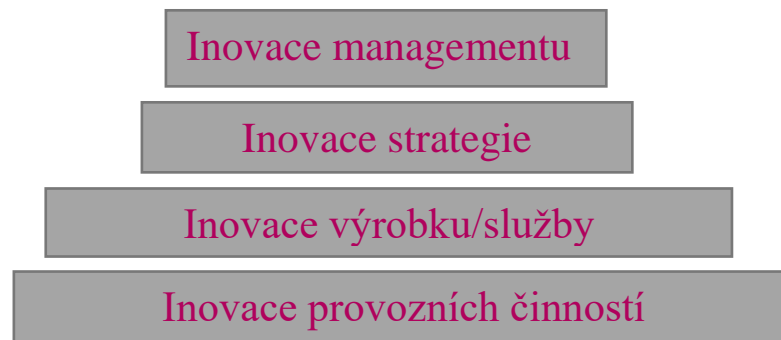 Inovace managementu
Inovace strategie
Inovace výrobku/služby
Inovace provozních činností